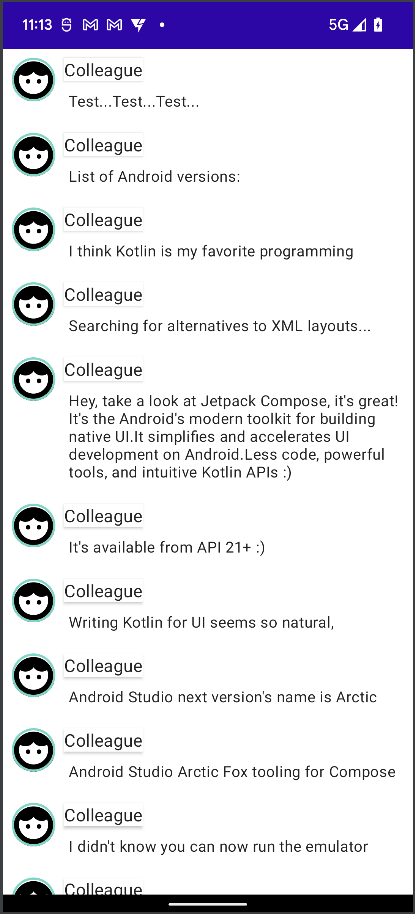 11:13
5G
Colleague
Test...Test...Test...
Colleague
List of Android versions:
Colleague
I think Kotlin is my favorite programming
Colleague
Searching for alternatives to XML layouts...
Colleague
Hey, take a look at Jetpack Compose, it's great!
It's the Android's modern toolkit for building
native UI.It simplifies and accelerates UI
development on Android.Less code, powerful
tools, and intuitive Kotlin APIs :)
Colleague
It's available from API 21+ :)
Colleague
Writing Kotlin for UI seems so natural,
Colleague
Android Studio next version's name is Arctic
Colleague
Android Studio Arctic Fox tooling for Compose
Colleague
I didn't know you can now run the emulator
Colleague